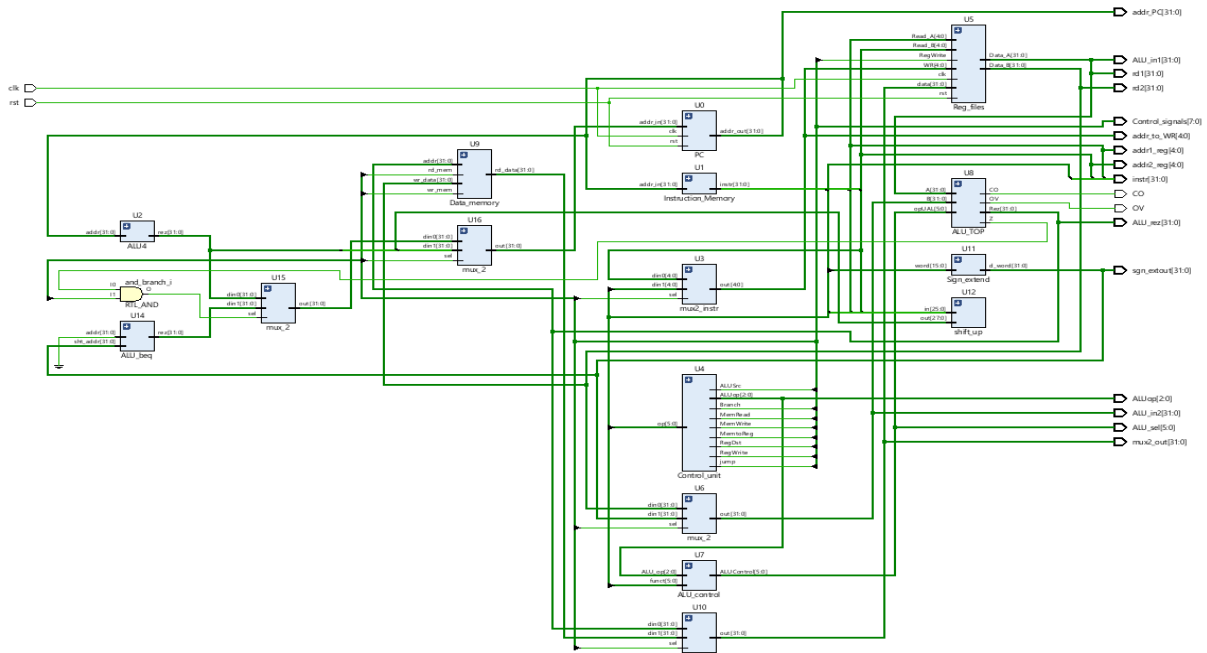 clk
rst
U2
addr[31:0]
res[31:0]
ALU4
and_branch_i
I0
I1
O
RTL_AND
U14
addr[31:0]
sht_addr[31:0]
res[31:0]
ALU_beq
U15
din0[31:0]
din1[31:0]
sel
out[31:0]
mux_2
U9
addr[31:0]
rd_mem
wr_data[31:0]
wr_mem
rd_data[31:0]
Data_memory
U16
din0[31:0]
din1[31:0]
sel
out[31:0]
mux_2
U0
addr_in[31:0]
clk
rst
addr_out[31:0]
PC
U1
addr_in[31:0]
instr[31:0]
Instruction_Memory
U3
din0[4:0]
din1[4:0]
sel
out[4:0]
mux2_instr
U4
op[5:0]
ALUSrc
ALUop[2:0]
Branch
MemRead
MemWrite
MemtoReg
RegDst
RegWrite
jump
Control_unit
U6
din0[31:0]
din1[31:0]
sel
out[31:0]
mux_2
U7
ALU_op[2:0]
funct[5:0]
ALUControl[5:0]
ALU_control
U10
din0[31:0]
din1[31:0]
sel
out[31:0]
U5
Read_A[4:0]
Read_B[4:0]
RegWrite
WR[4:0]
clk
data[31:0]
rst
Data_A[31:0]
Data_B[31:0]
Reg_files
U8
A[31:0]
B[31:0]
opUAL[5:0]
CO
OV
Rez[31:0]
Z
ALU_TOP
U11
word[15:0]
d_word[31:0]
Sgn_extend
U12
in[25:0]
out[27:0]
shift_up
addr_PC[31:0]
ALU_in1[31:0]
rd1[31:0]
rd2[31:0]
Control_signals[7:0]
addr_to_WR[4:0]
addr1_reg[4:0]
addr2_reg[4:0]
instr[31:0]
CO
OV
ALU_rez[31:0]
sgn_extout[31:0]
ALUop[2:0]
ALU_in2[31:0]
ALU_sel[5:0]
mux2_out[31:0]